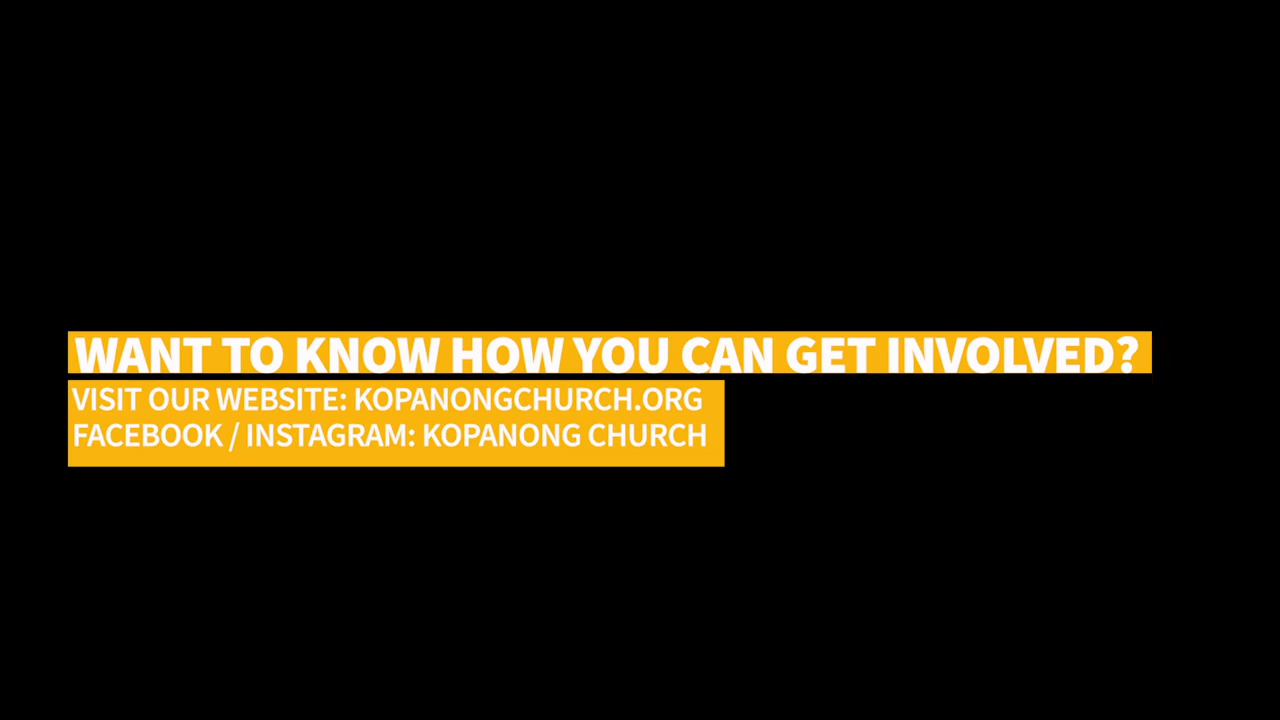 WANT TO KNOW HOW YOU CAN GET INVOLVED?
VISIT OUR WEBSITE: KOPANONGCHURCH.ORG
FACEBOOK / INSTAGRAM: KOPANONG CHURCH